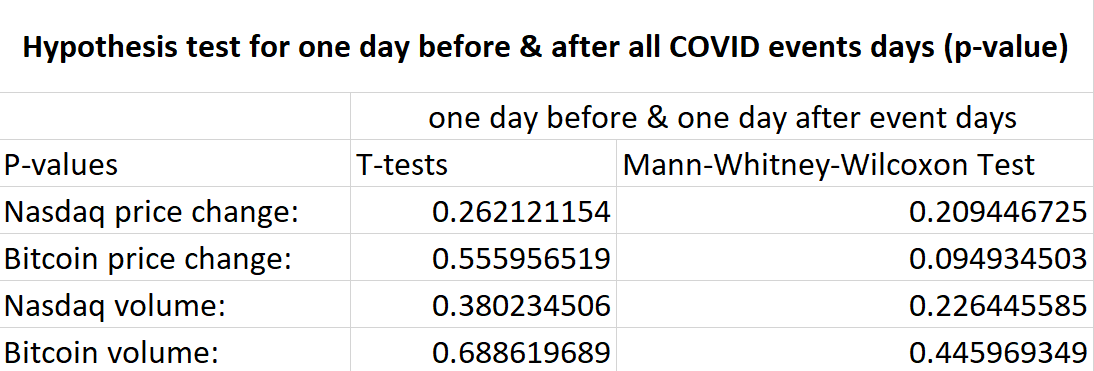 Hypothesis test for one day before & after all COVID events days (p-value)
one day before & one day after event days
P-values T-tests Mann-Whitney-Wilcoxon Test
Nasdaq price change: 0.262121154 0.209446725
Bitcoin price change: 0.555956519 0.094934503
Nasdaq volume: 0.380234506 0.226445585
Bitcoin volume: 0.688619689 0.445969349